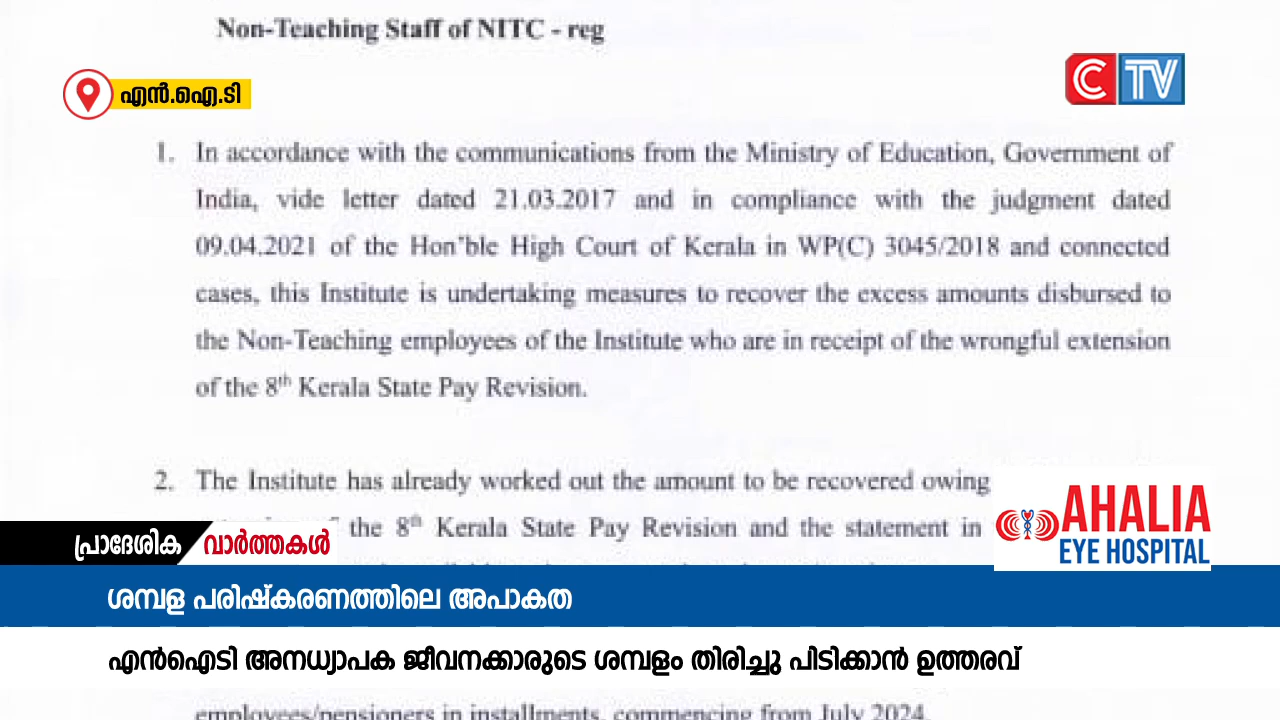 Non-Teaching Staff of NITC - reg
എൻ.ഐ.ടി
C TV
1. In accordance with the communications from the Ministry of Education, Government of
India, vide letter dated 21.03.2017 and in compliance with the judgment dated
09.04.2021 of the Hon'ble High Court of Kerala in WP(C) 3045/2018 and connected
cases, this Institute is undertaking measures to recover the excess amounts disbursed to
the Non-Teaching employees of the Institute who are in receipt of the wrongful extension
of the 8th Kerala State Pay Revision.
2. The Institute has already worked out the amount to be recovered owing
the 8th Kerala State Pay Revision and the statement in
AHALIA
EYE HOSPITAL
പ്രാദേശിക വാർത്തകൾ
ശമ്പള പരിഷ്കരണത്തിലെ അപാകത
എൻഐടി അനധ്യാപക ജീവനക്കാരുടെ ശമ്പളം തിരിച്ചു പിടിക്കാൻ ഉത്തരവ്
employees/pensioners in installments, commencing from July 2024.